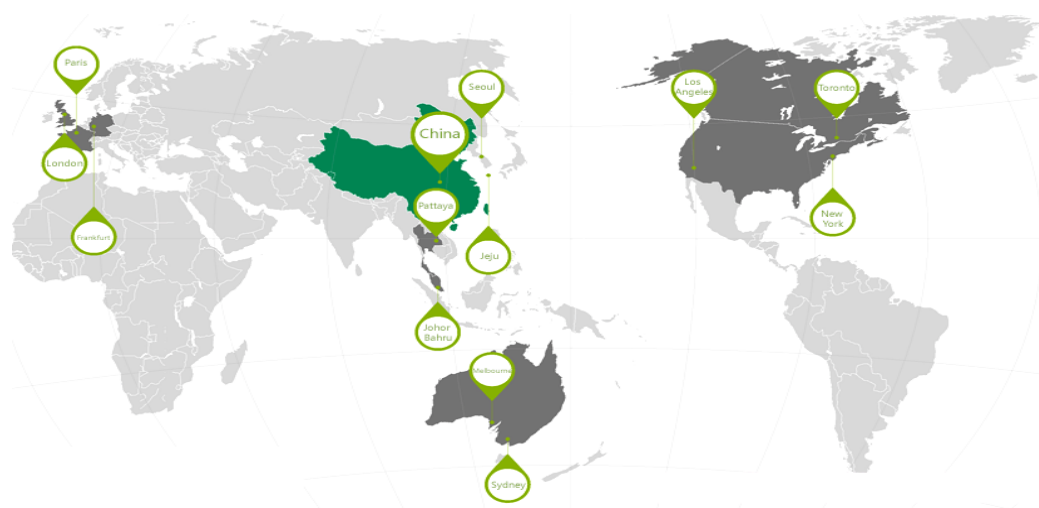 Paris
Seoul
Los
Angeles
Toronto
China
London
Pattaya
New
York
Frankfurt
Jeju
Johor
Bahru
Melbourne
Sydney